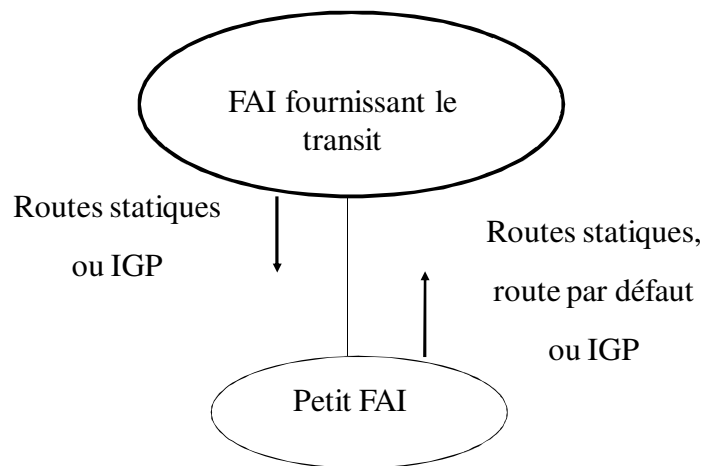 FAI fournissant le
transit
Routes statiques
ou IGP
Routes statiques,
route par défaut
ou IGP
Petit FAI